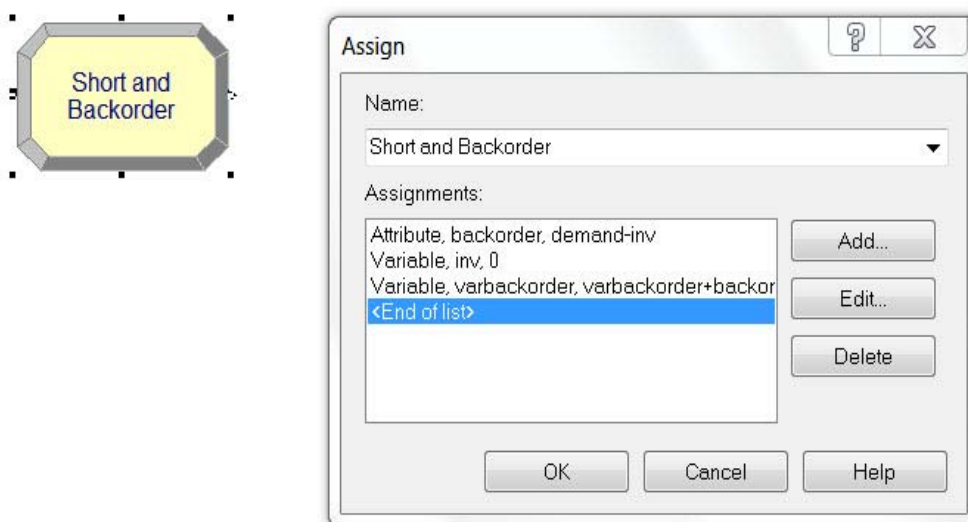 Short and
Backorder
Assign
Name:
Short and Backorder
Assignments:
Attribute, backorder, demand-inv
Variable, inv, 0
Variable, varbackorder, varbackorder+backor
<End of list>
Add...
Edit...
Delete
OK
Cancel
Help